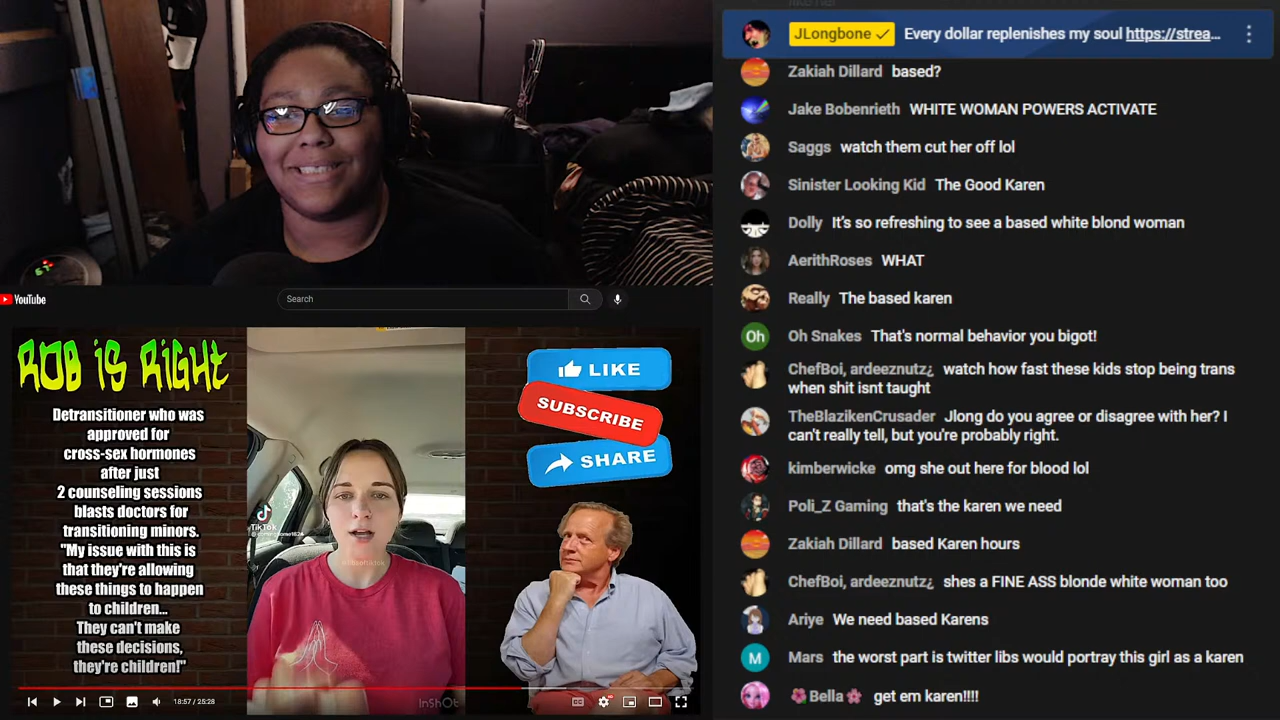 JLongbone Every dollar replenishes my soul https://strea...
Zakiah Dillard based?
Jake Bobenrieth WHITE WOMAN POWERS ACTIVATE
Saggs watch them cut her off lol
Sinister Looking Kid The Good Karen
Dolly It's so refreshing to see a based white blond woman
AerithRoses WHAT
Really The based karen
Oh Oh Snakes That's normal behavior you bigot!
ChefBoi, ardeeznutz¿ watch how fast these kids stop being trans
when shit isnt taught
TheBlazikenCrusader Jlong do you agree or disagree with her? I
can't really tell, but you're probably right.
kimberwicke omg she out here for blood lol
Poli_Z Gaming that's the karen we need
Zakiah Dillard based Karen hours
ChefBoi, ardeeznutz¿ shes a FINE ASS blonde white woman too
Ariye We need based Karens
M Mars the worst part is twitter libs would portray this girl as a karen
🌸Bella🌸 get em karen!!!!
YouTube
Search
ROB iS RiGHT
Detransitioner who was
approved for
cross-sex hormones
after just
2 counseling sessions
blasts doctors for
transitioning minors.
"My issue with this is
that they're allowing
these things to happen
to children...
They can't make
these decisions,
they're children!"
TikTok
LIKE
SUBSCRIBE
SHARE
InShOt
18:57 / 25:28